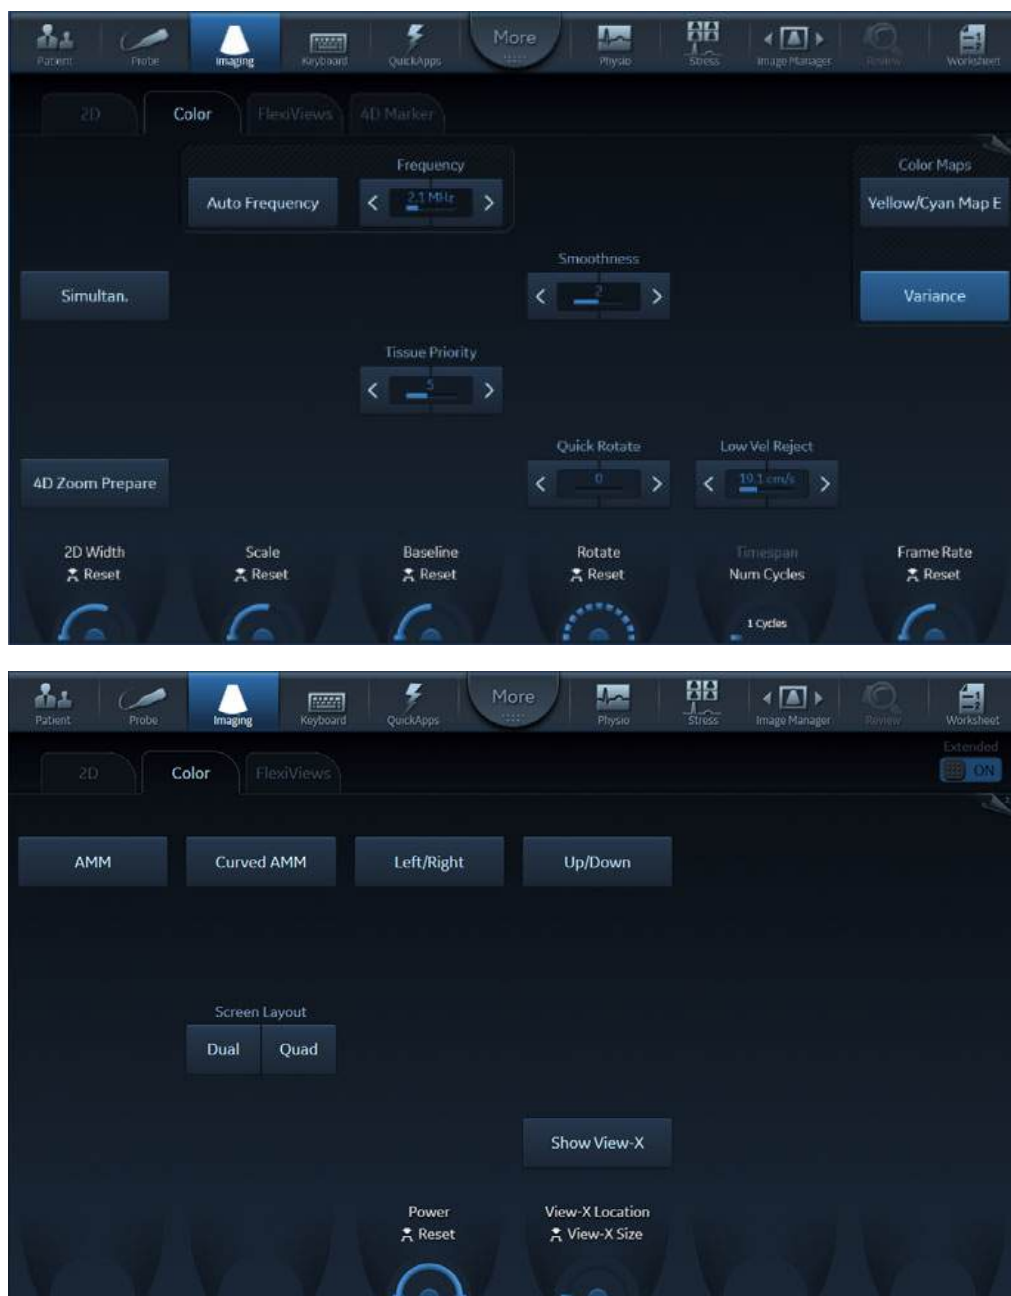 Patient Probe Imaging Keyboard QuickApps More Physio Stress Image Manager Review Worksheet
2D Color FlexiViews 4D Marker
Frequency Color Maps
Auto Frequency 2.1 MHz Yellow/Cyan Map E
Smoothness
Simultan. 2 Variance
Tissue Priority
5
Quick Rotate Low Vel Reject
4D Zoom Prepare 0 19.1 cm/s
2D Width Scale Baseline Rotate Timespan Frame Rate
Reset Reset Reset Reset Num Cycles Reset
1 Cycles
Patient Probe Imaging Keyboard QuickApps More Physio Stress Image Manager Review Worksheet
Extended
2D Color FlexiViews ON
AMM Curved AMM Left/Right Up/Down
Screen Layout
Dual Quad
Show View-X
Power View-X Location
Reset View-X Size